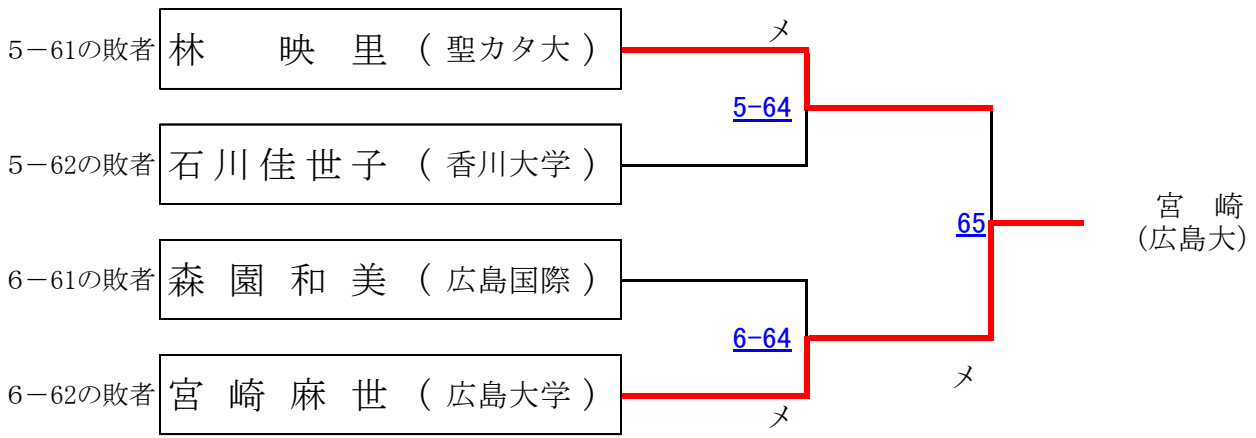 メ
5−61の敗者 林 映 里 ( 聖カタ大 )
5-64
5−62の敗者 石川佳世子 ( 香川大学 )
65
宮 崎
(広島大)
6−61の敗者 森 園 和 美 ( 広島国際 )
6-64
メ
6−62の敗者 宮 崎 麻 世 ( 広島大学 )
メ